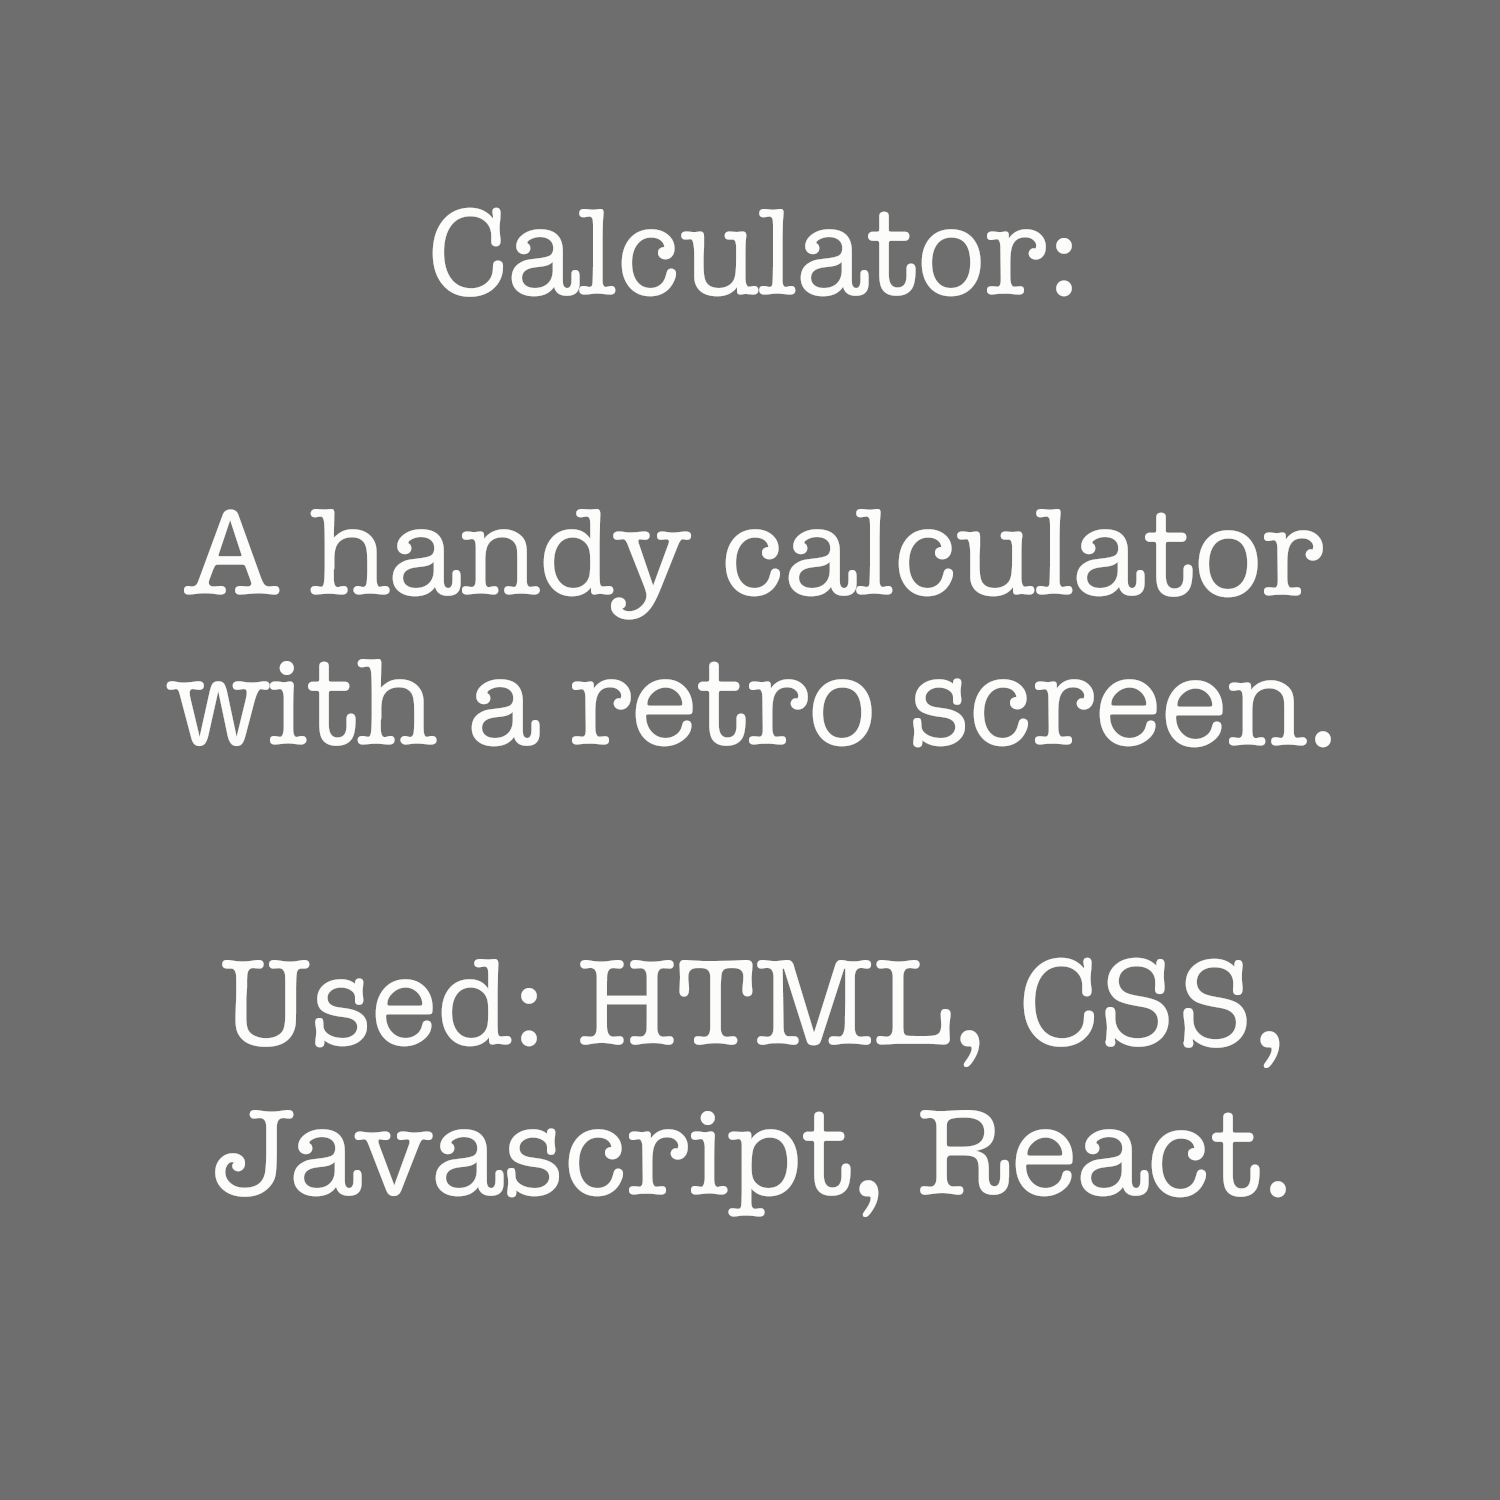 Calculator:
A handy calculator
with a retro screen.
Used: HTML, CSS,
Javascript, React.